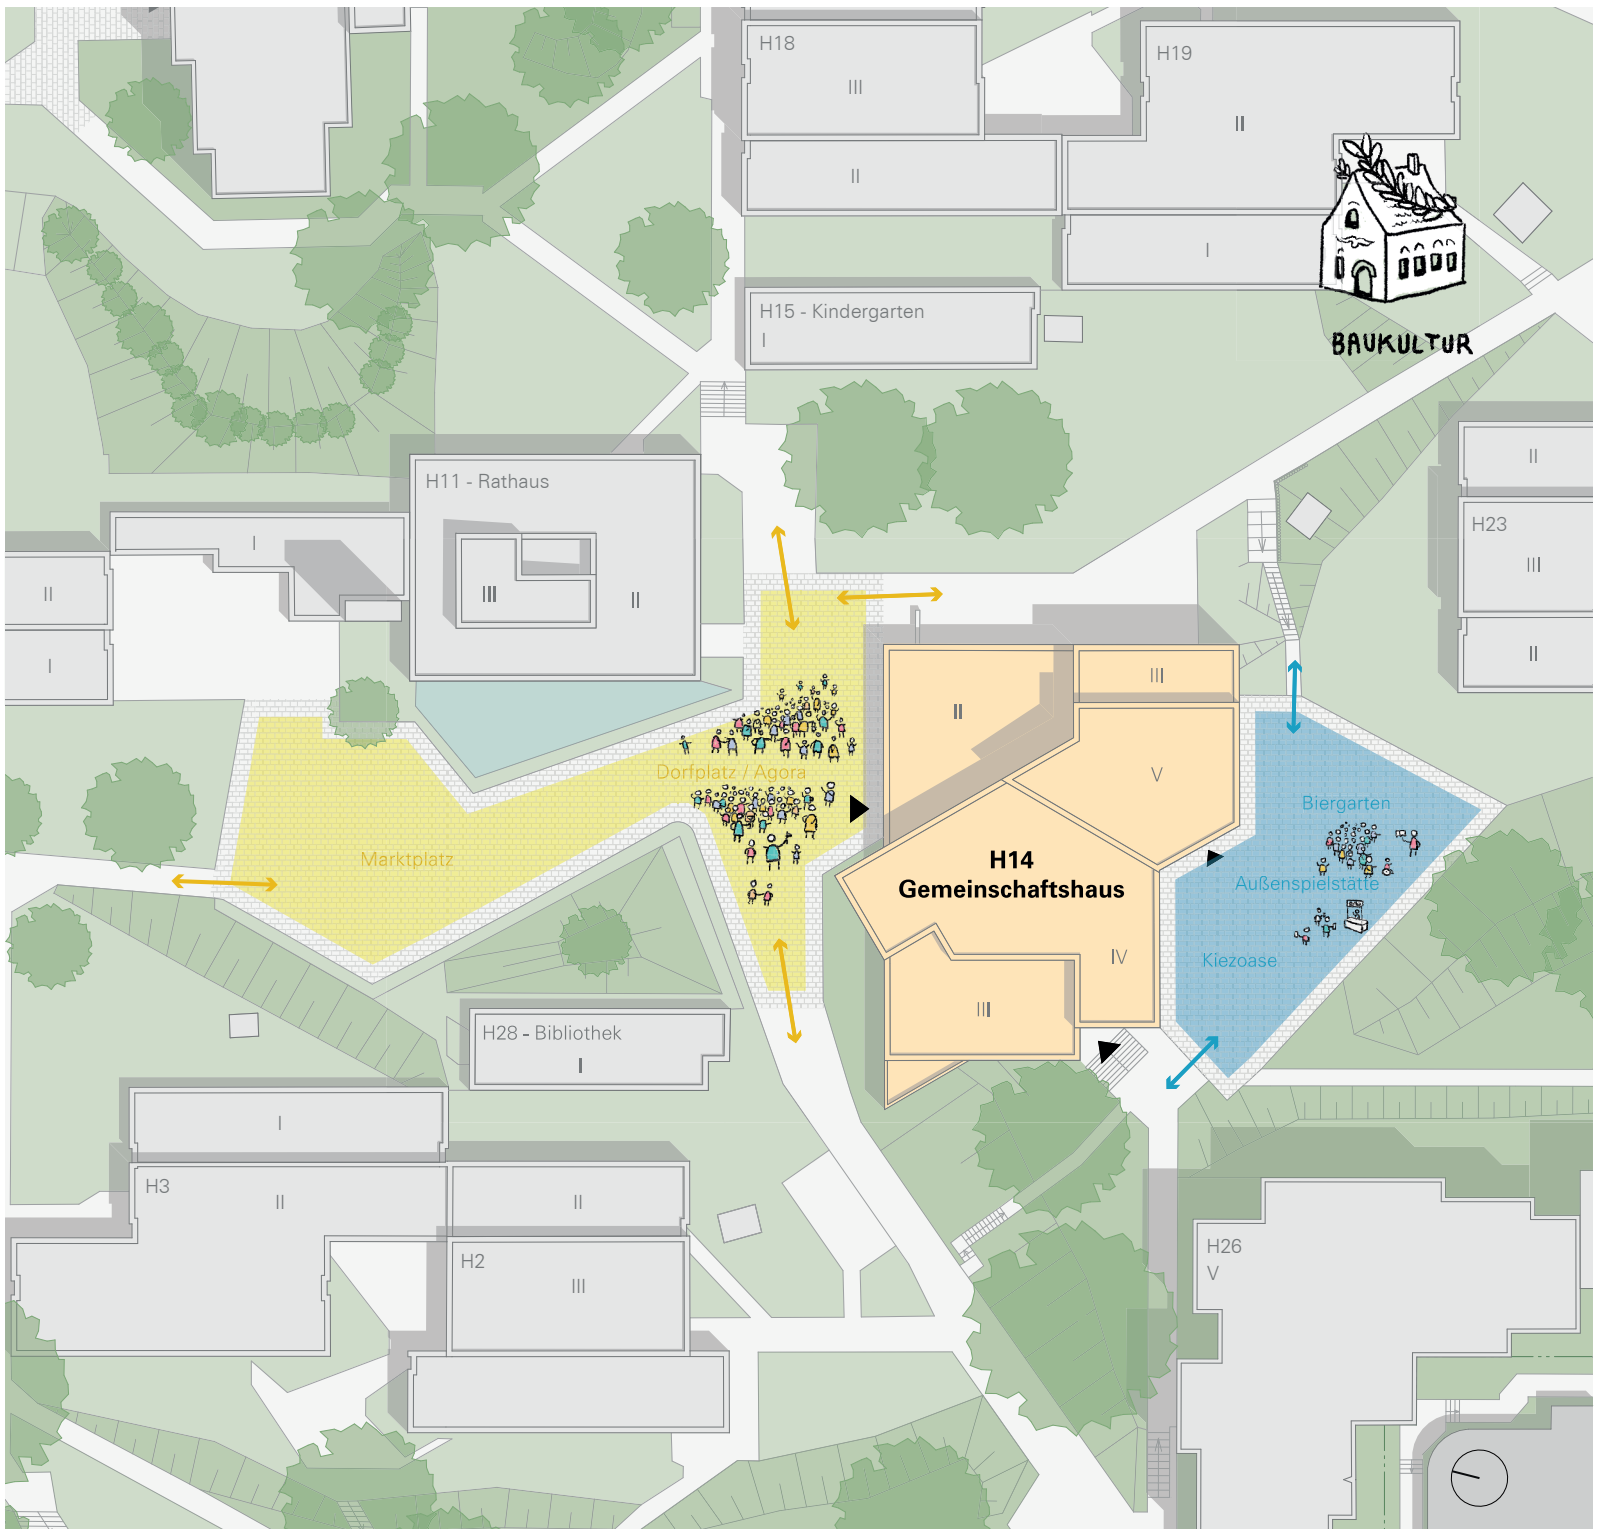 H18
III
H19
II
II
I
H15 - Kindergarten
I
BAUKULTUR
H11 - Rathaus
III
II
I
II
I
II
H23
III
II
II
III
V
Dorfplatz / Agora
Marktplatz
H14
Gemeinschaftshaus
IV
III
Biergarten
Außenspielstätte
Kiezoase
H28 - Bibliothek
I
I
H3
II
II
H2
III
H26
V